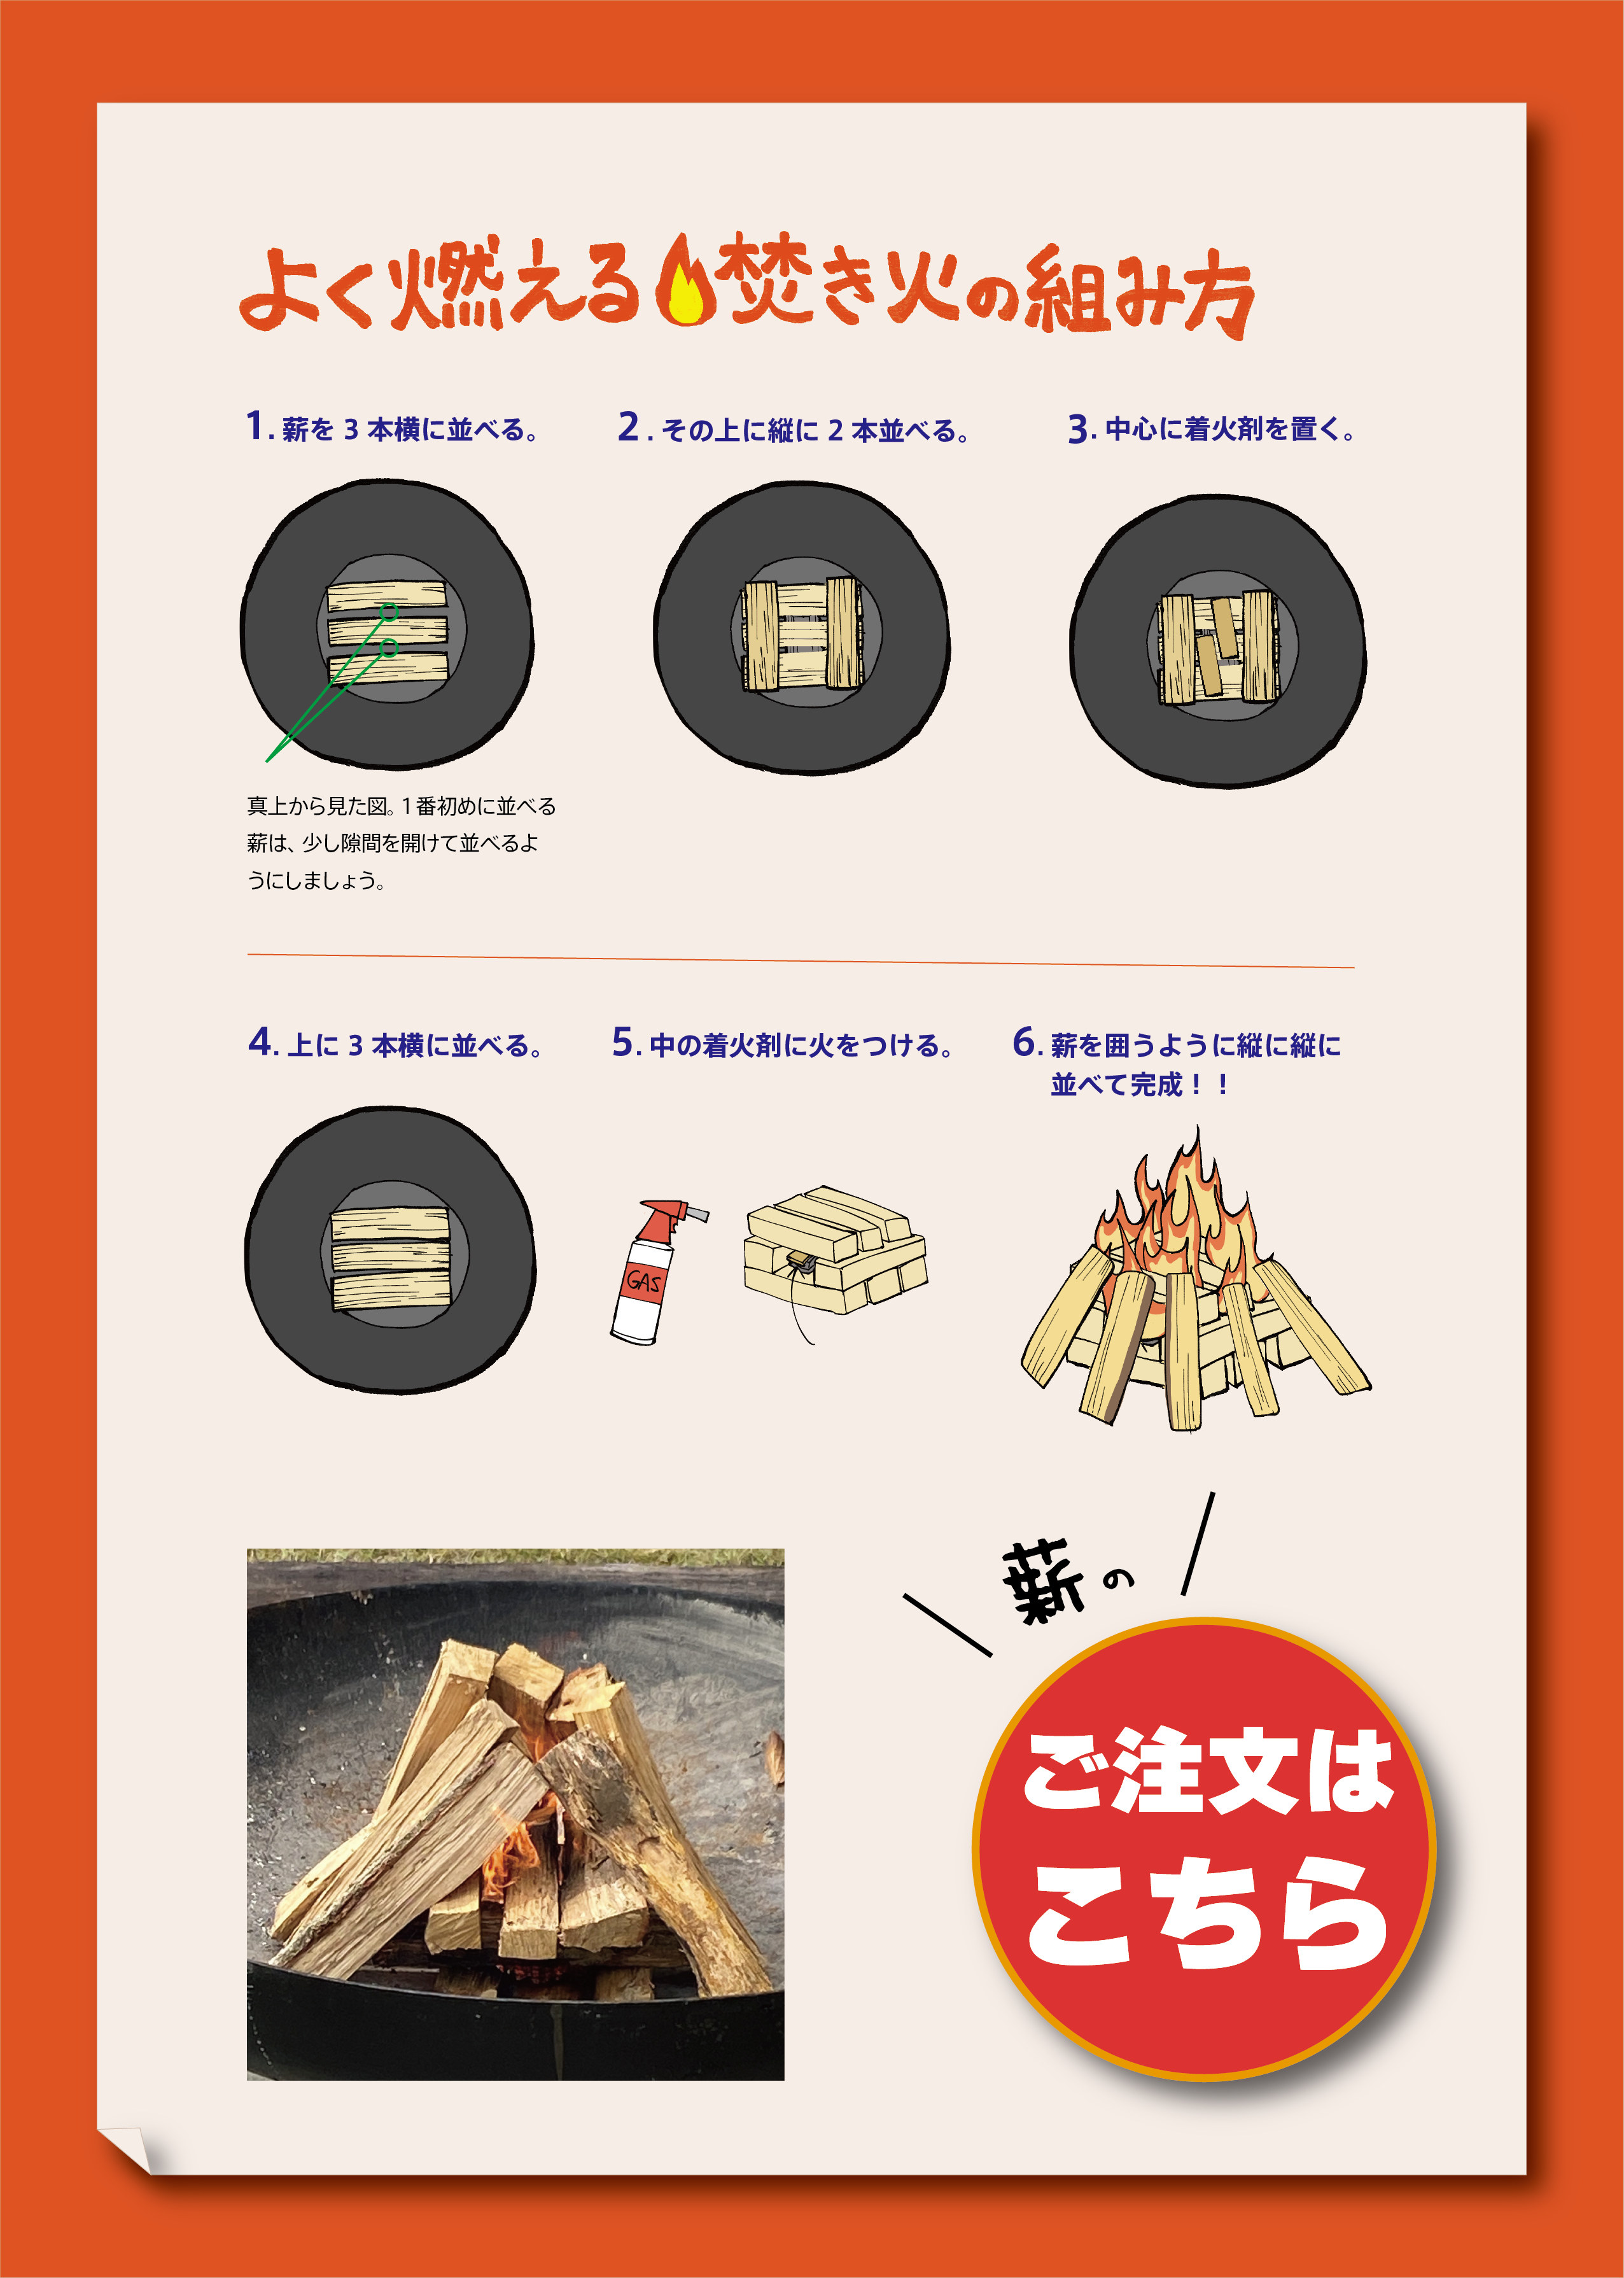 よく燃える焚き火の組み方
1. 薪を 3 本横に並べる。
2. その上に縦に 2 本並べる。
3. 中心に着火剤を置く。
真上から見た図。1 番初めに並べる
薪は、少し隙間を開けて並べるよ
うにしましょう。
4. 上に 3 本横に並べる。
5. 中の着火剤に火をつける。
6. 薪を囲うように縦に縦に
並べて完成！！
GAS
薪の
ご注文は
こちら